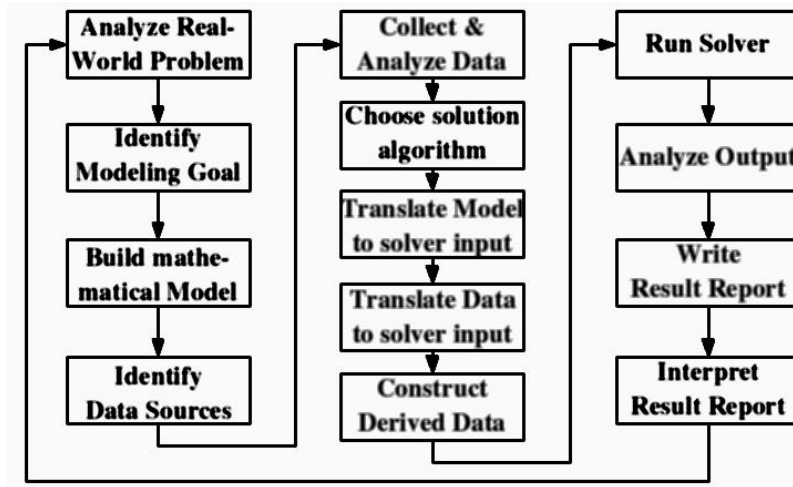 Analyze Real-
World Problem
Identify
Modeling Goal
Build mathe-
matical Model
Identify
Data Sources
Collect &
Analyze Data
Choose solution
algorithm
Translate Model
to solver input
Translate Data
to solver input
Construct
Derived Data
Run Solver
Analyze Output
Write
Result Report
Interpret
Result Report